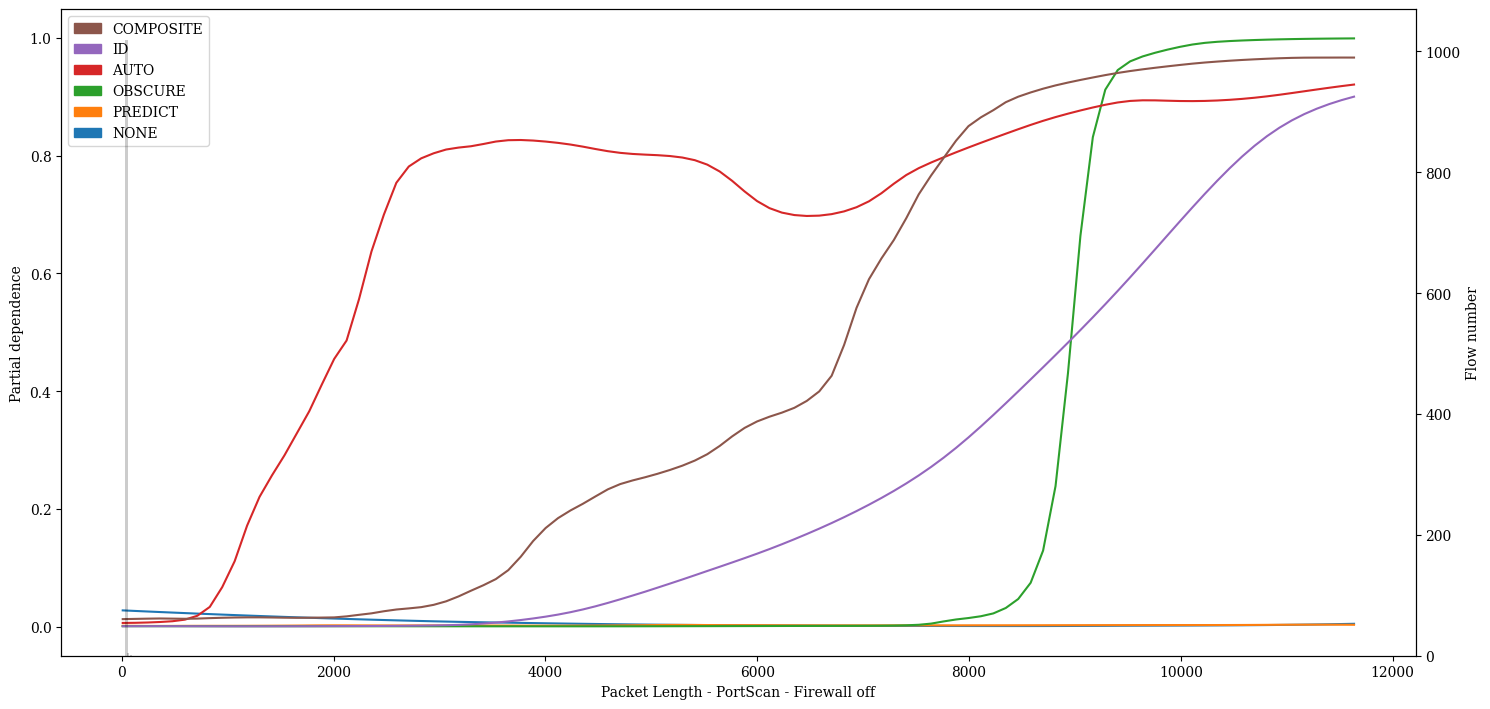 COMPOSITE
ID
AUTO
OBSCURE
PREDICT
NONE
1.0
0.8
0.6
0.4
0.2
0.0
Partial dependence
1000
800
600
400
200
0
Flow number
0 2000 4000 6000 8000 10000 12000
Packet Length - PortScan - Firewall off